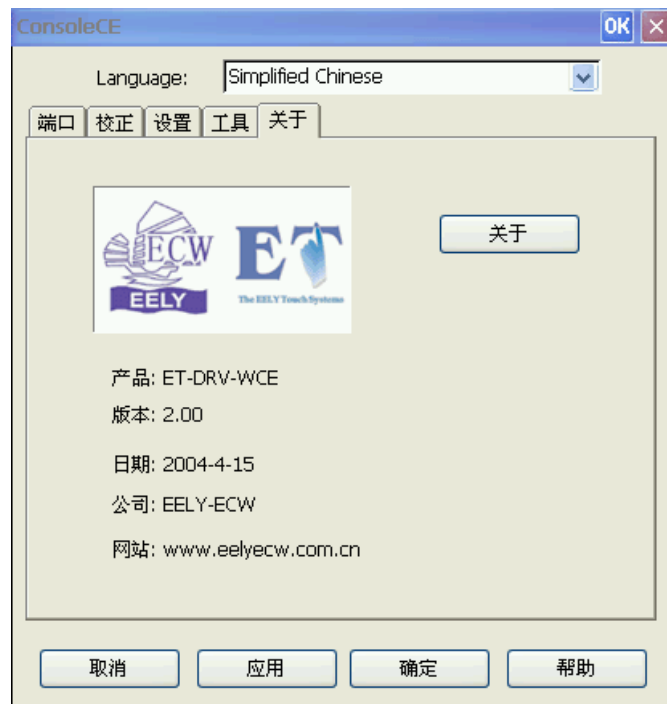 ConsoleCE OK
Language: Simplified Chinese
端口 校正 设置 工具 关于
ECW
EELY
ET
The EELY Touch Systems
关于
产品: ET-DRV-WCE
版本: 2.00
日期: 2004-4-15
公司: EELY-ECW
网站: www.eelyecw.com.cn
取消 应用 确定 帮助